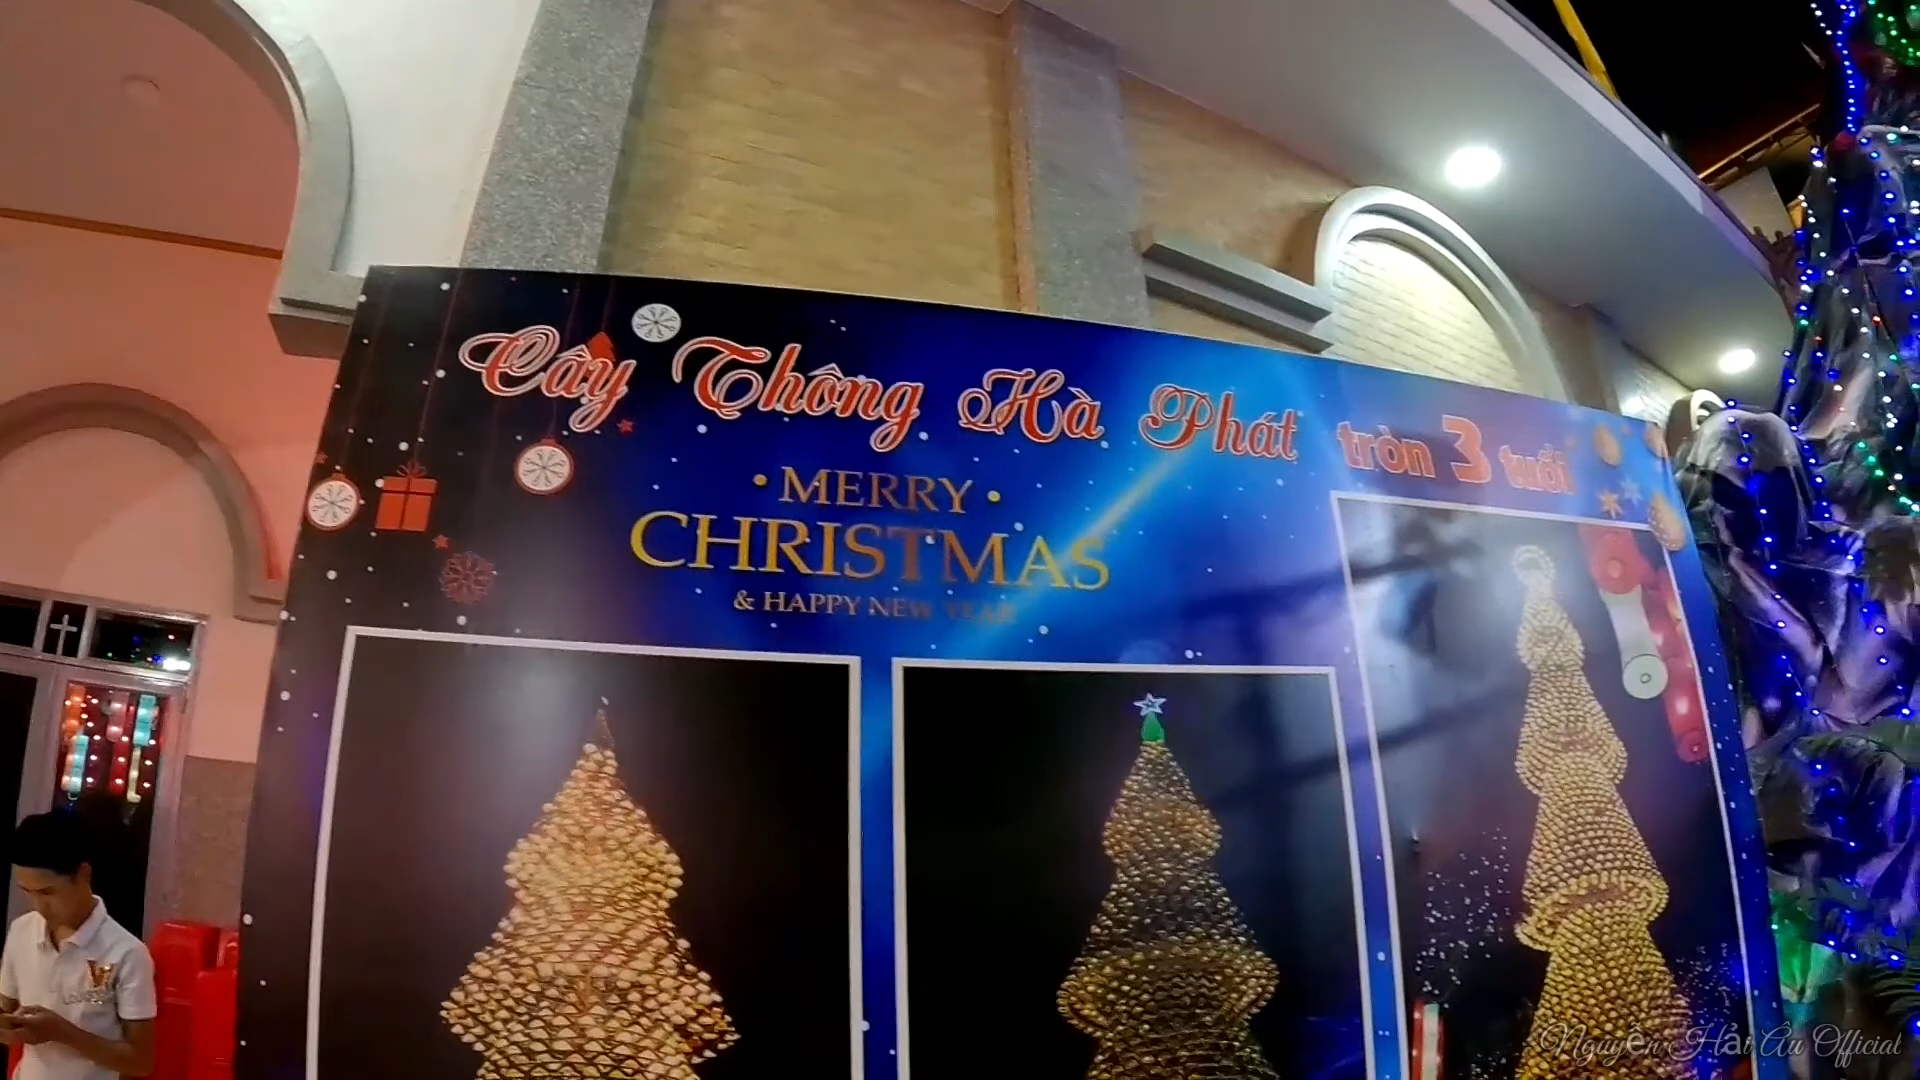 Cây Thông Hà Phát tròn 3 tuổi
• MERRY •
CHRISTMAS
& HAPPY NEW YEAR
Nguyễn Hải Âu Official